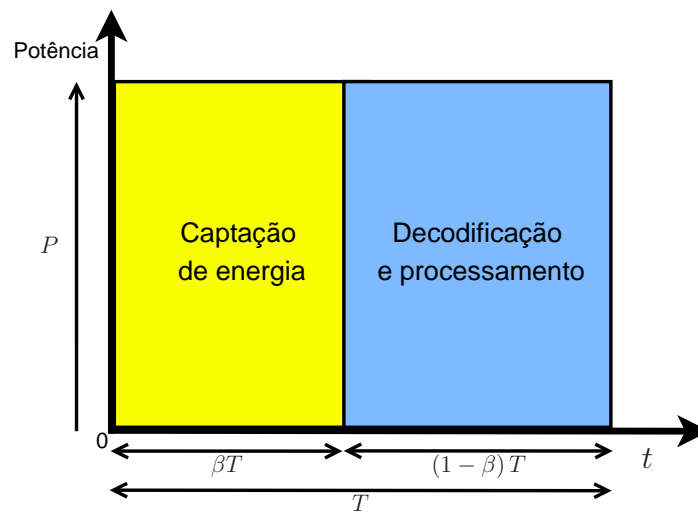 Potência
P
Captação
de energia
Decodificação
e processamento
0
βT
(1 − β) T
t
T